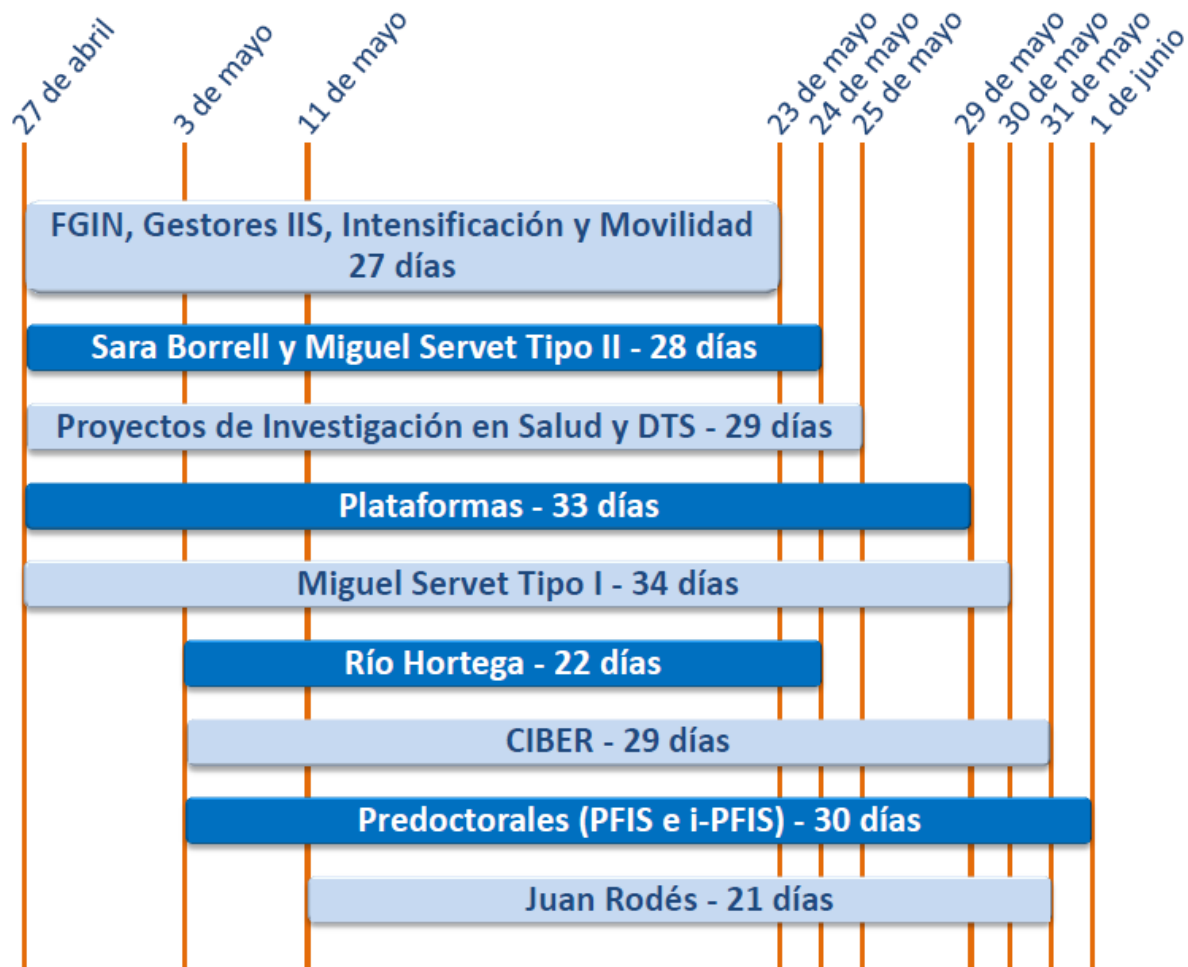 27 de abril
3 de mayo
11 de mayo
23 de mayo
24 de mayo
25 de mayo
29 de mayo
30 de mayo
31 de mayo
1 de junio
FGIN, Gestores IIS, Intensificación y Movilidad
27 días
Sara Borrell y Miguel Servet Tipo II - 28 días
Proyectos de Investigación en Salud y DTS - 29 días
Plataformas - 33 días
Miguel Servet Tipo I - 34 días
Río Hortega - 22 días
CIBER - 29 días
Predoctorales (PFIS e i-PFIS) - 30 días
Juan Rodés - 21 días